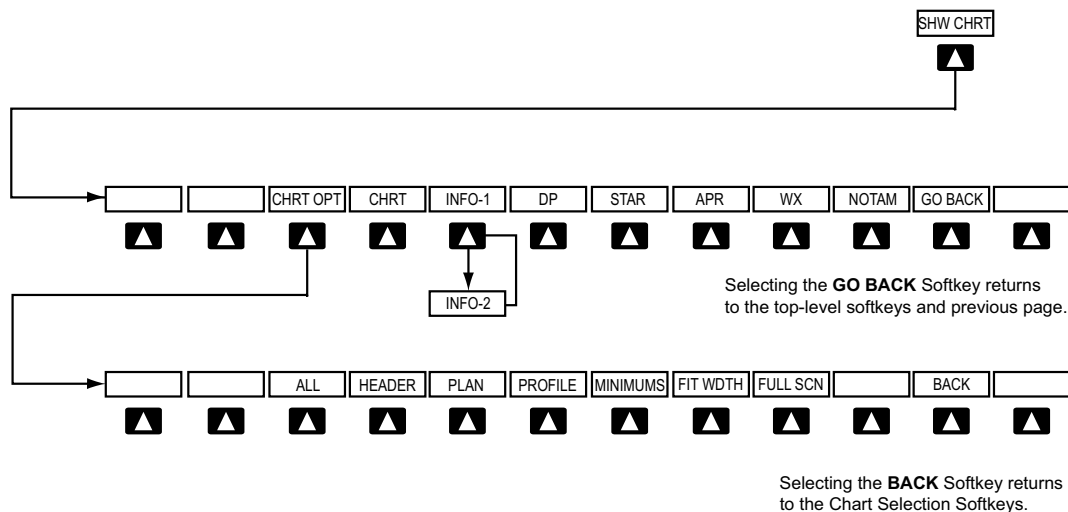 SHW CHRT
CHRT OPT CHRT INFO-1 DP STAR APR WX NOTAM GO BACK
Selecting the GO BACK Softkey returns
to the top-level softkeys and previous page.
INFO-2
ALL HEADER PLAN PROFILE MINIMUMS FIT WDTH FULL SCN BACK
Selecting the BACK Softkey returns
to the Chart Selection Softkeys.